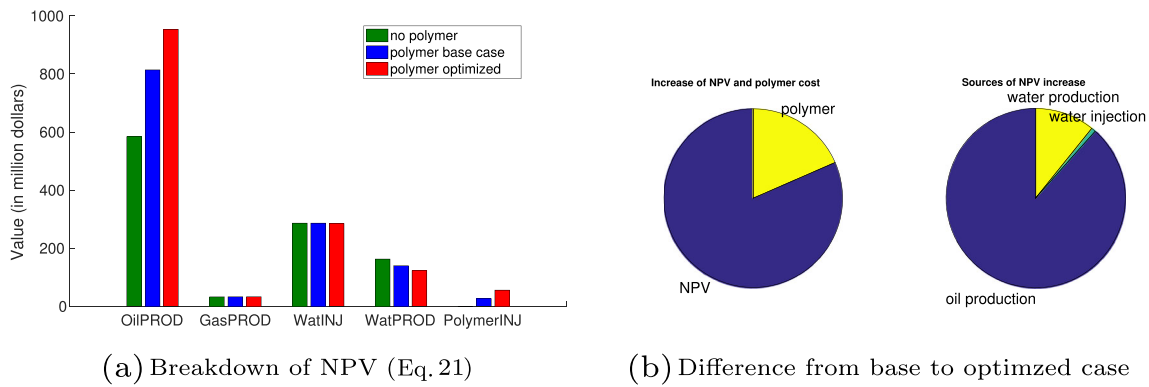 1000
800
600
400
200
0
Value (in million dollars)
no polymer
polymer base case
polymer optimized
OilPROD GasPROD WatINJ WatPROD PolymerINJ
(a) Breakdown of NPV (Eq. 21)
Increase of NPV and polymer cost
polymer
NPV
Sources of NPV increase
water production
water injection
oil production
(b) Difference from base to optimzed case